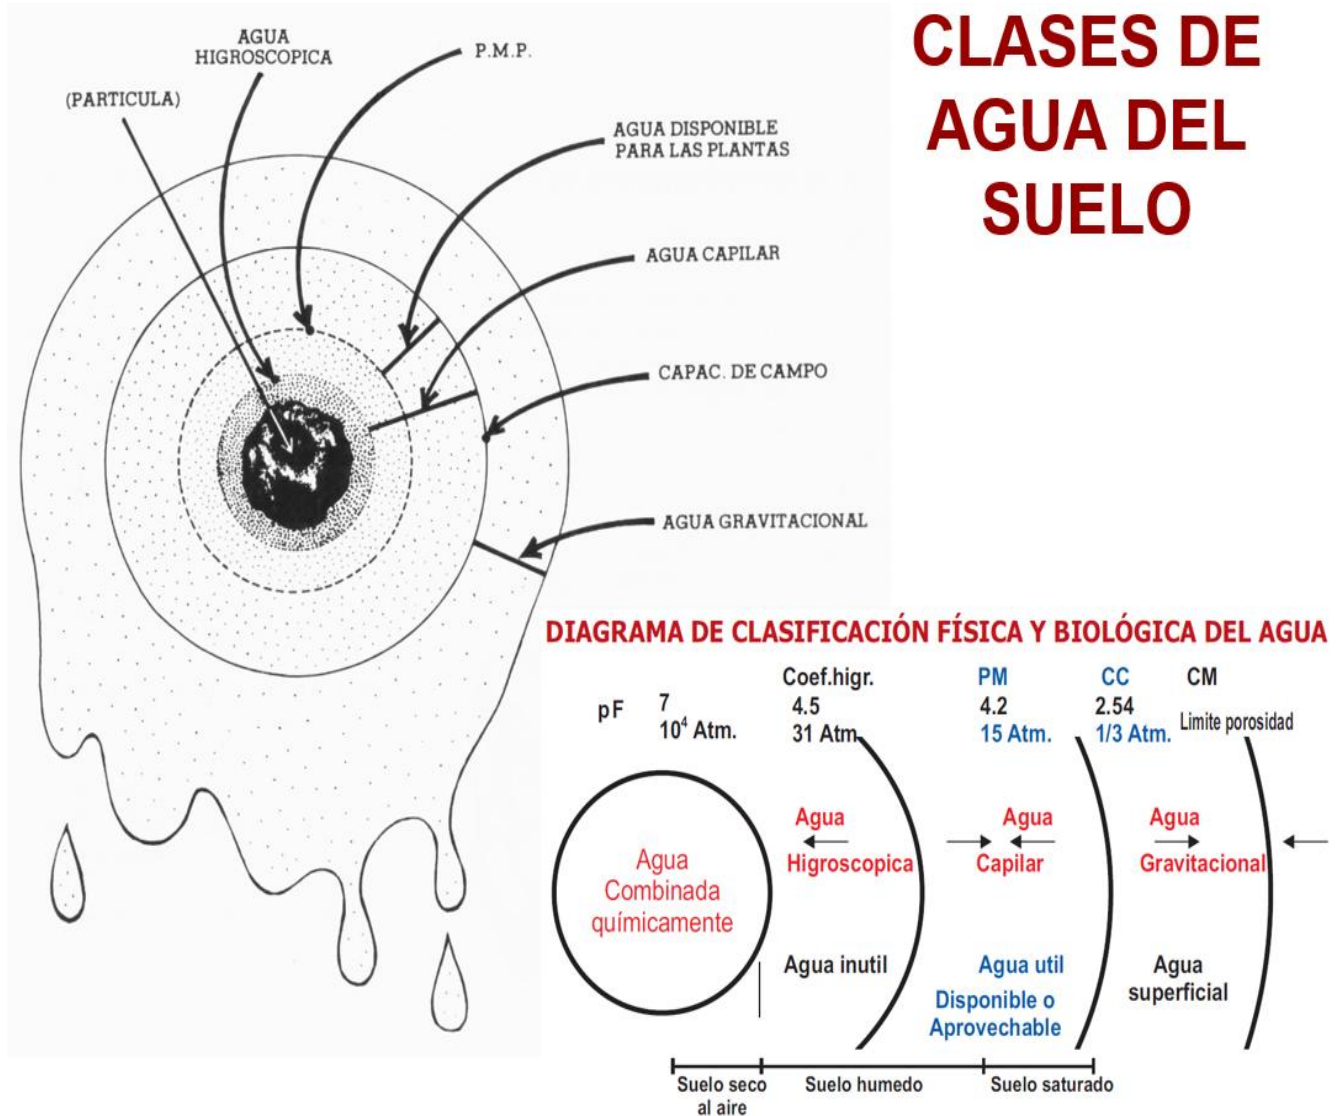 CLASES DE
AGUA DEL
SUELO
AGUA
HIGROSCOPICA
P.M.P.
(PARTICULA)
AGUA DISPONIBLE
PARA LAS PLANTAS
AGUA CAPILAR
CAPAC. DE CAMPO
AGUA GRAVITACIONAL
DIAGRAMA DE CLASIFICACIÓN FÍSICA Y BIOLÓGICA DEL AGUA
Coef.higr. PM CC CM
pF 7 4.5 4.2 2.54 Limite porosidad
10⁴ Atm. 31 Atm 15 Atm. 1/3 Atm.
Agua Agua Agua
Higroscopica Capilar Gravitacional
Agua
Combinada
químicamente
Agua inutil Agua util Agua
superficial
Disponible o
Aprovechable
Suelo seco Suelo humedo Suelo saturado
al aire